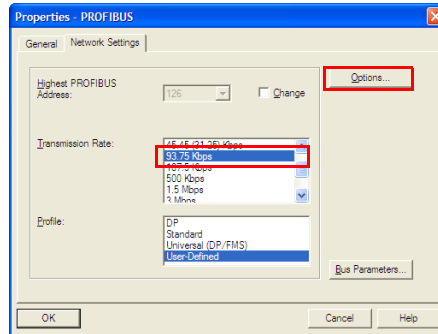 Properties - PROFIBUS
General
Network Settings
Highest PROFIBUS
Address:
126
Change
Options...
Transmission Rate:
45.45 (31.25) Kbps
93.75 Kbps
187.5 Kbps
500 Kbps
1.5 Mbps
3 Mbps
Profile:
DP
Standard
Universal (DP/FMS)
User-Defined
Bus Parameters...
OK
Cancel
Help